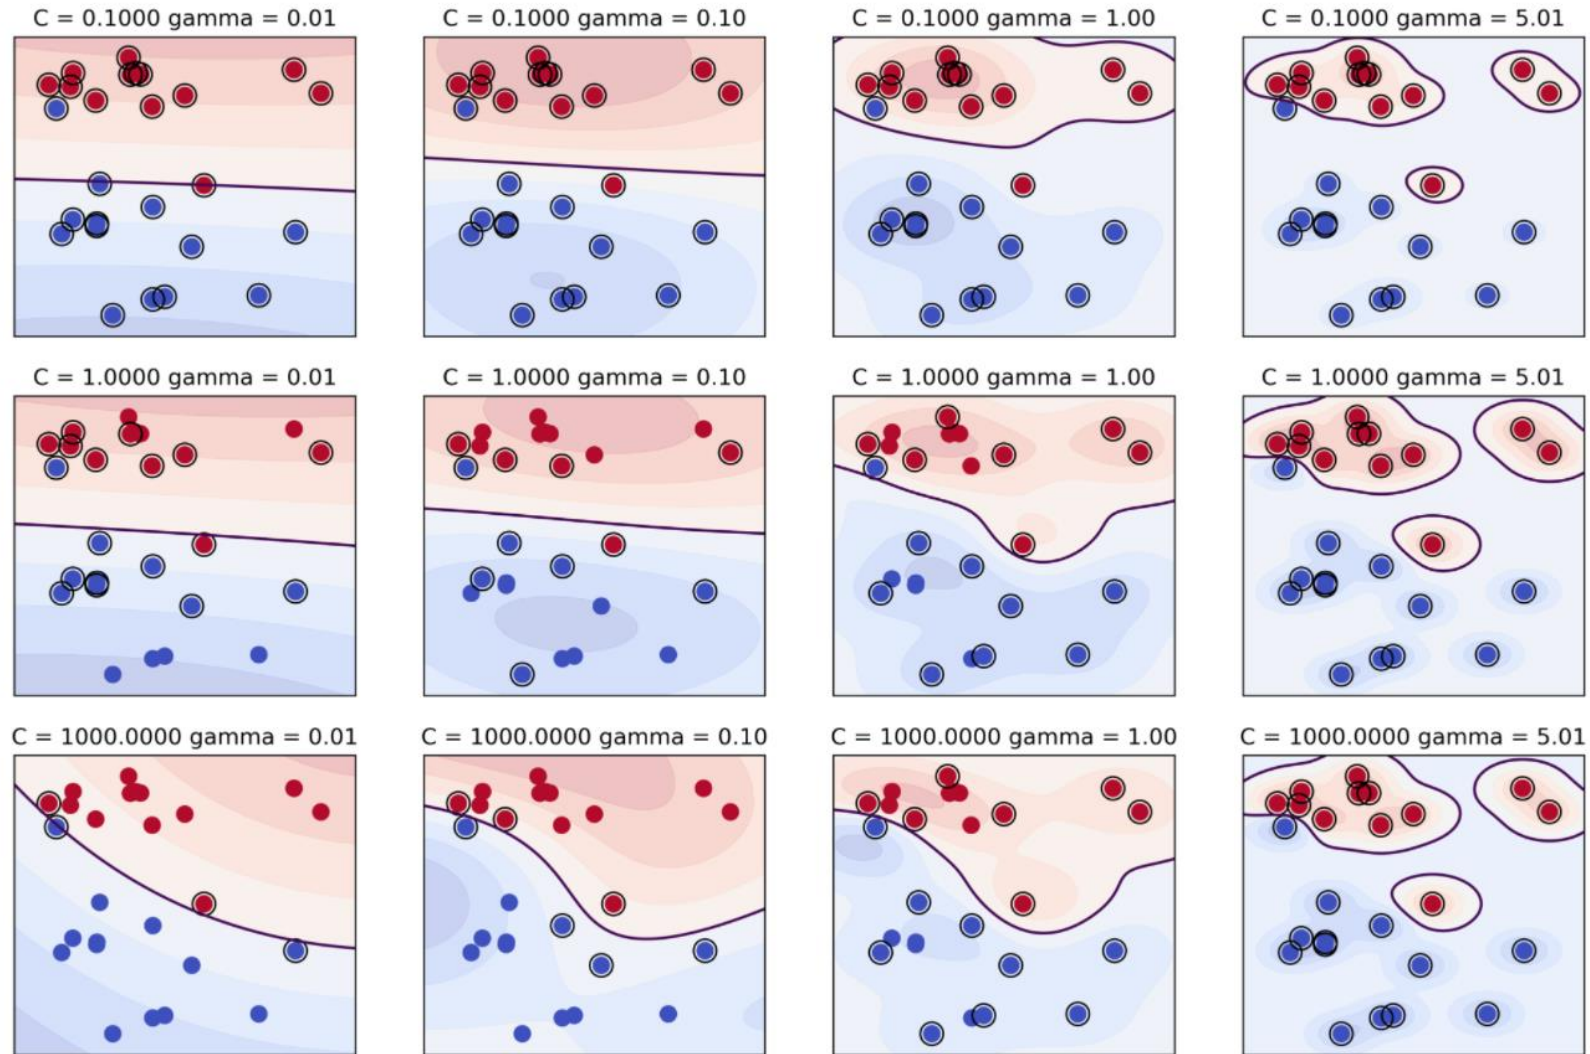 C = 0.1000 gamma = 0.01
C = 0.1000 gamma = 0.10
C = 0.1000 gamma = 1.00
C = 0.1000 gamma = 5.01
C = 1.0000 gamma = 0.01
C = 1.0000 gamma = 0.10
C = 1.0000 gamma = 1.00
C = 1.0000 gamma = 5.01
C = 1000.0000 gamma = 0.01
C = 1000.0000 gamma = 0.10
C = 1000.0000 gamma = 1.00
C = 1000.0000 gamma = 5.01